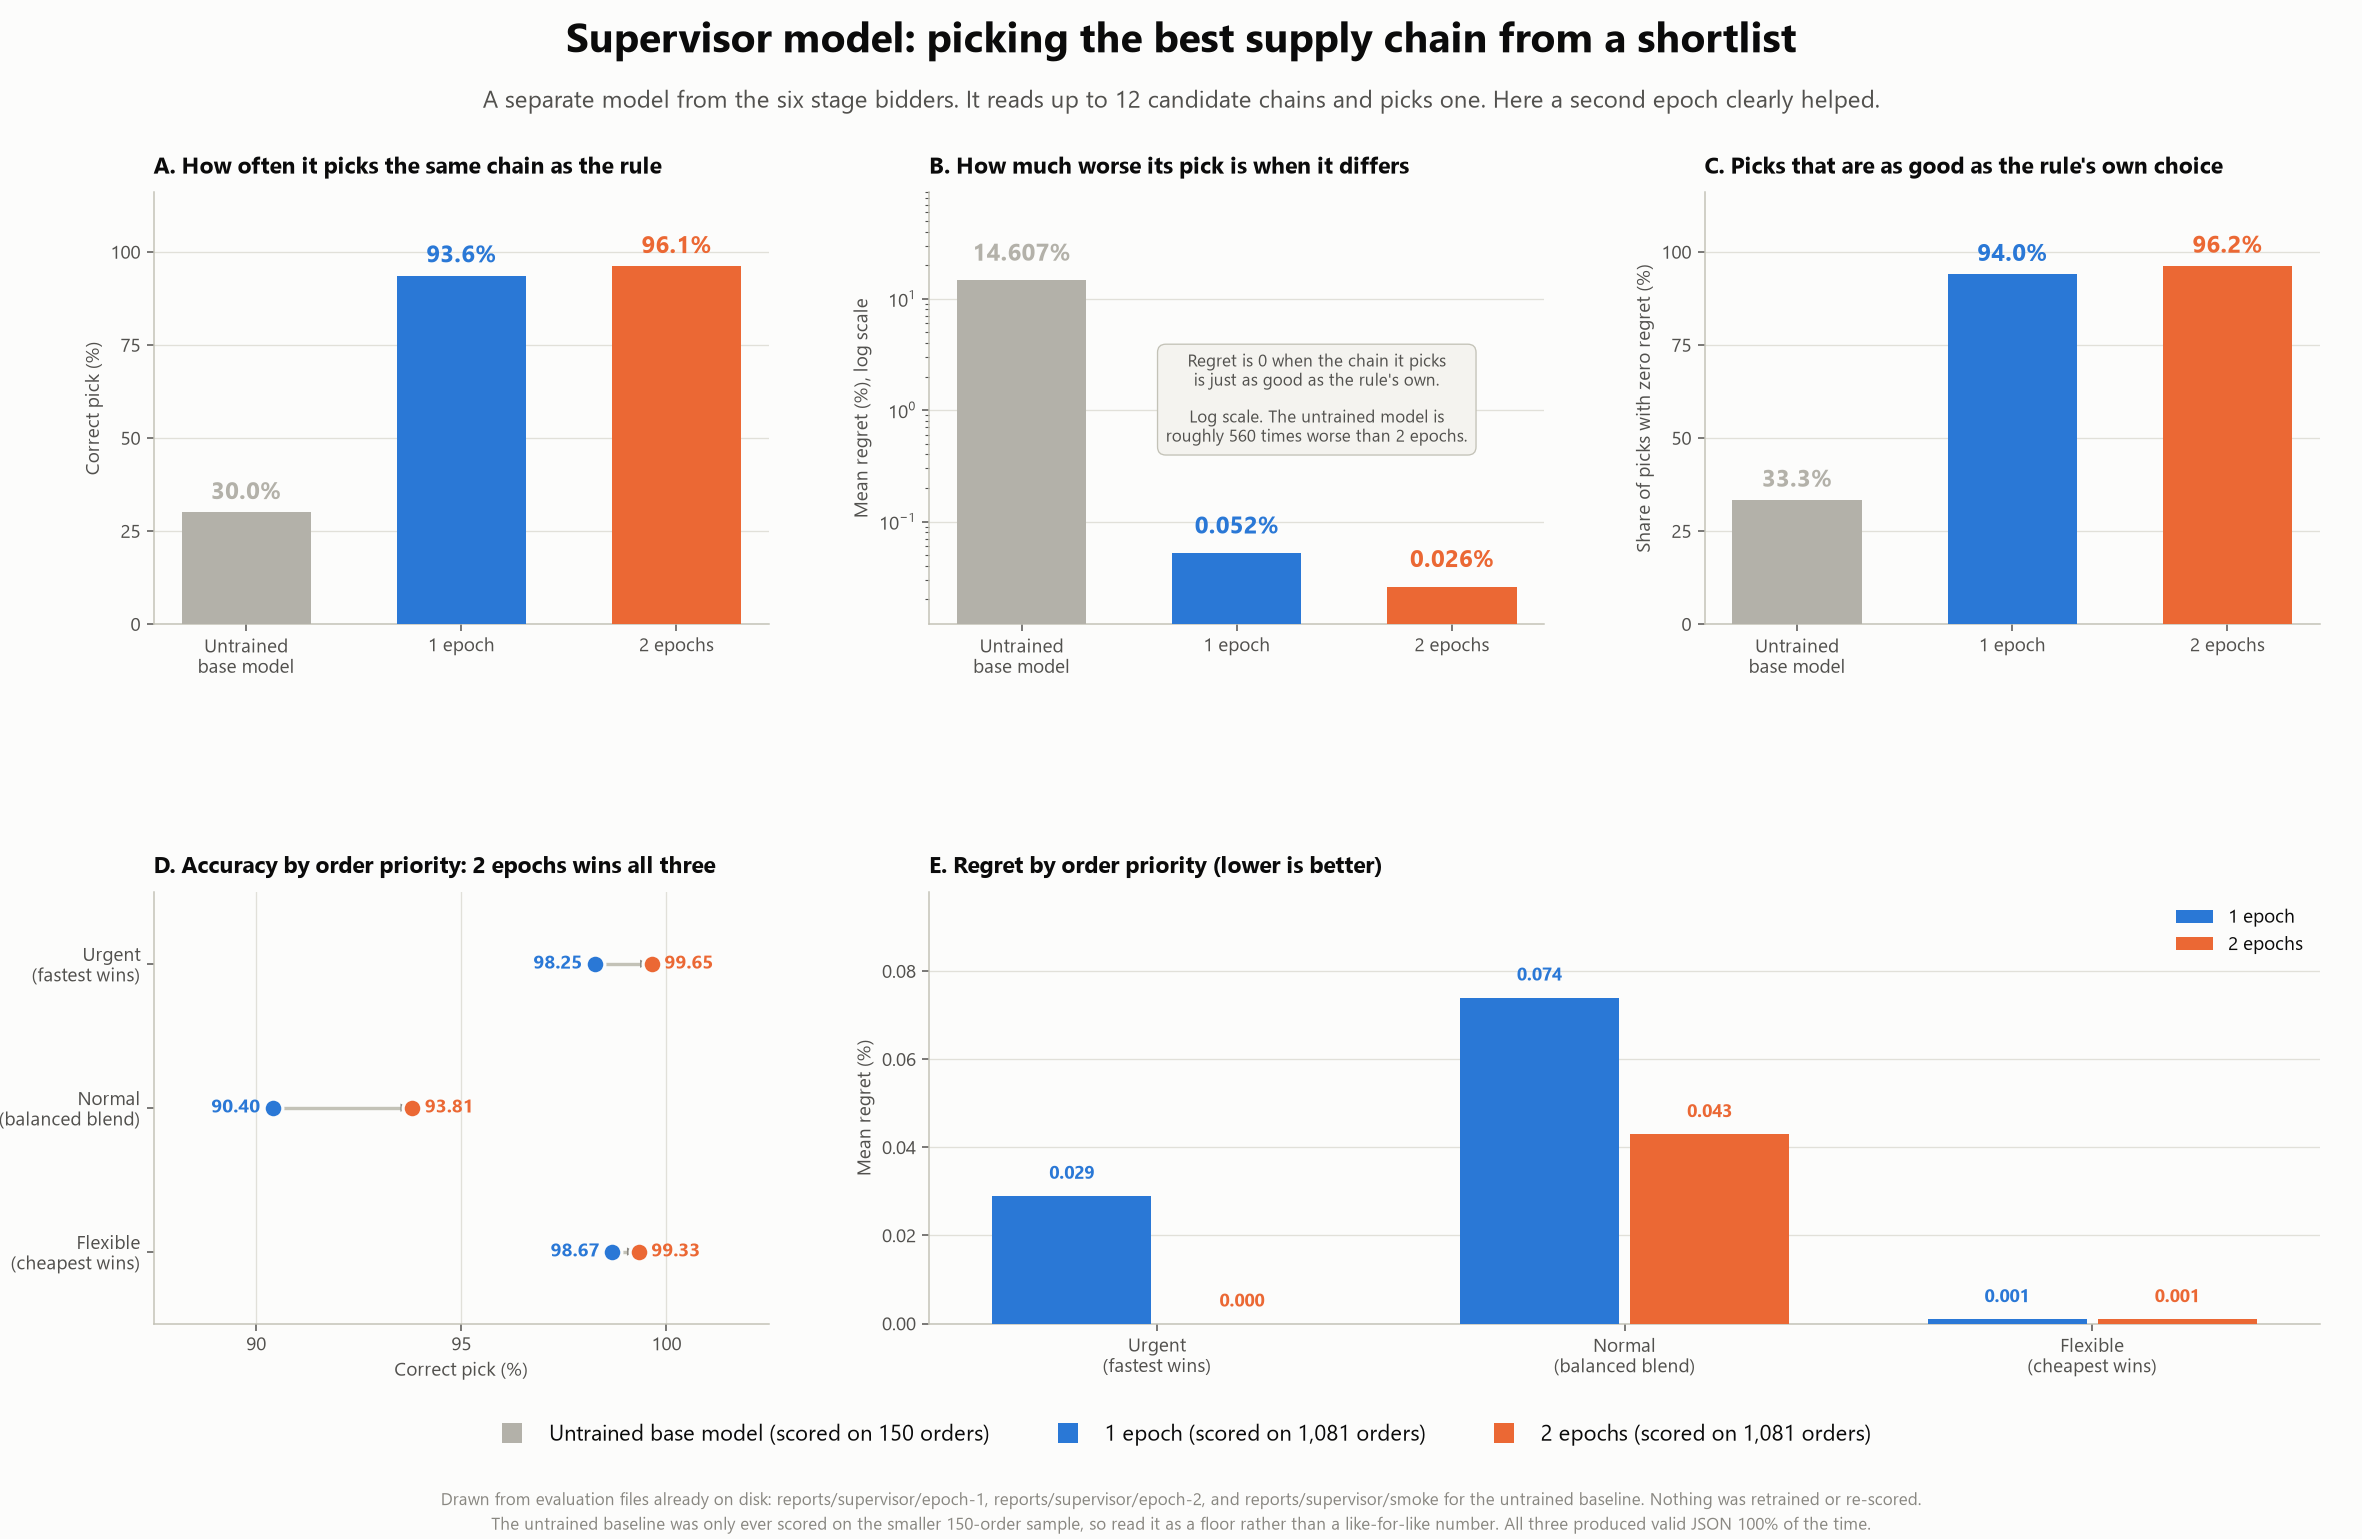 Supervisor model: picking the best supply chain from a shortlist
A separate model from the six stage bidders. It reads up to 12 candidate chains and picks one. Here a second epoch clearly helped.
A. How often it picks the same chain as the rule
Correct pick (%)
100
75
50
25
0
30.0%
93.6%
96.1%
Untrained
base model
1 epoch
2 epochs
B. How much worse its pick is when it differs
Mean regret (%), log scale
10¹
10⁰
10⁻¹
14.607%
0.052%
0.026%
Regret is 0 when the chain it picks
is just as good as the rule's own.
Log scale. The untrained model is
roughly 560 times worse than 2 epochs.
Untrained
base model
1 epoch
2 epochs
C. Picks that are as good as the rule's own choice
Share of picks with zero regret (%)
100
75
50
25
0
33.3%
94.0%
96.2%
Untrained
base model
1 epoch
2 epochs
D. Accuracy by order priority: 2 epochs wins all three
Urgent
(fastest wins)
98.25
99.65
Normal
(balanced blend)
90.40
93.81
Flexible
(cheapest wins)
98.67
99.33
90
95
100
Correct pick (%)
E. Regret by order priority (lower is better)
1 epoch
2 epochs
Mean regret (%)
0.08
0.06
0.04
0.02
0.00
0.029
0.000
0.074
0.043
0.001
0.001
Urgent
(fastest wins)
Normal
(balanced blend)
Flexible
(cheapest wins)
Untrained base model (scored on 150 orders)
1 epoch (scored on 1,081 orders)
2 epochs (scored on 1,081 orders)
Drawn from evaluation files already on disk: reports/supervisor/epoch-1, reports/supervisor/epoch-2, and reports/supervisor/smoke for the untrained baseline. Nothing was retrained or re-scored.
The untrained baseline was only ever scored on the smaller 150-order sample, so read it as a floor rather than a like-for-like number. All three produced valid JSON 100% of the time.